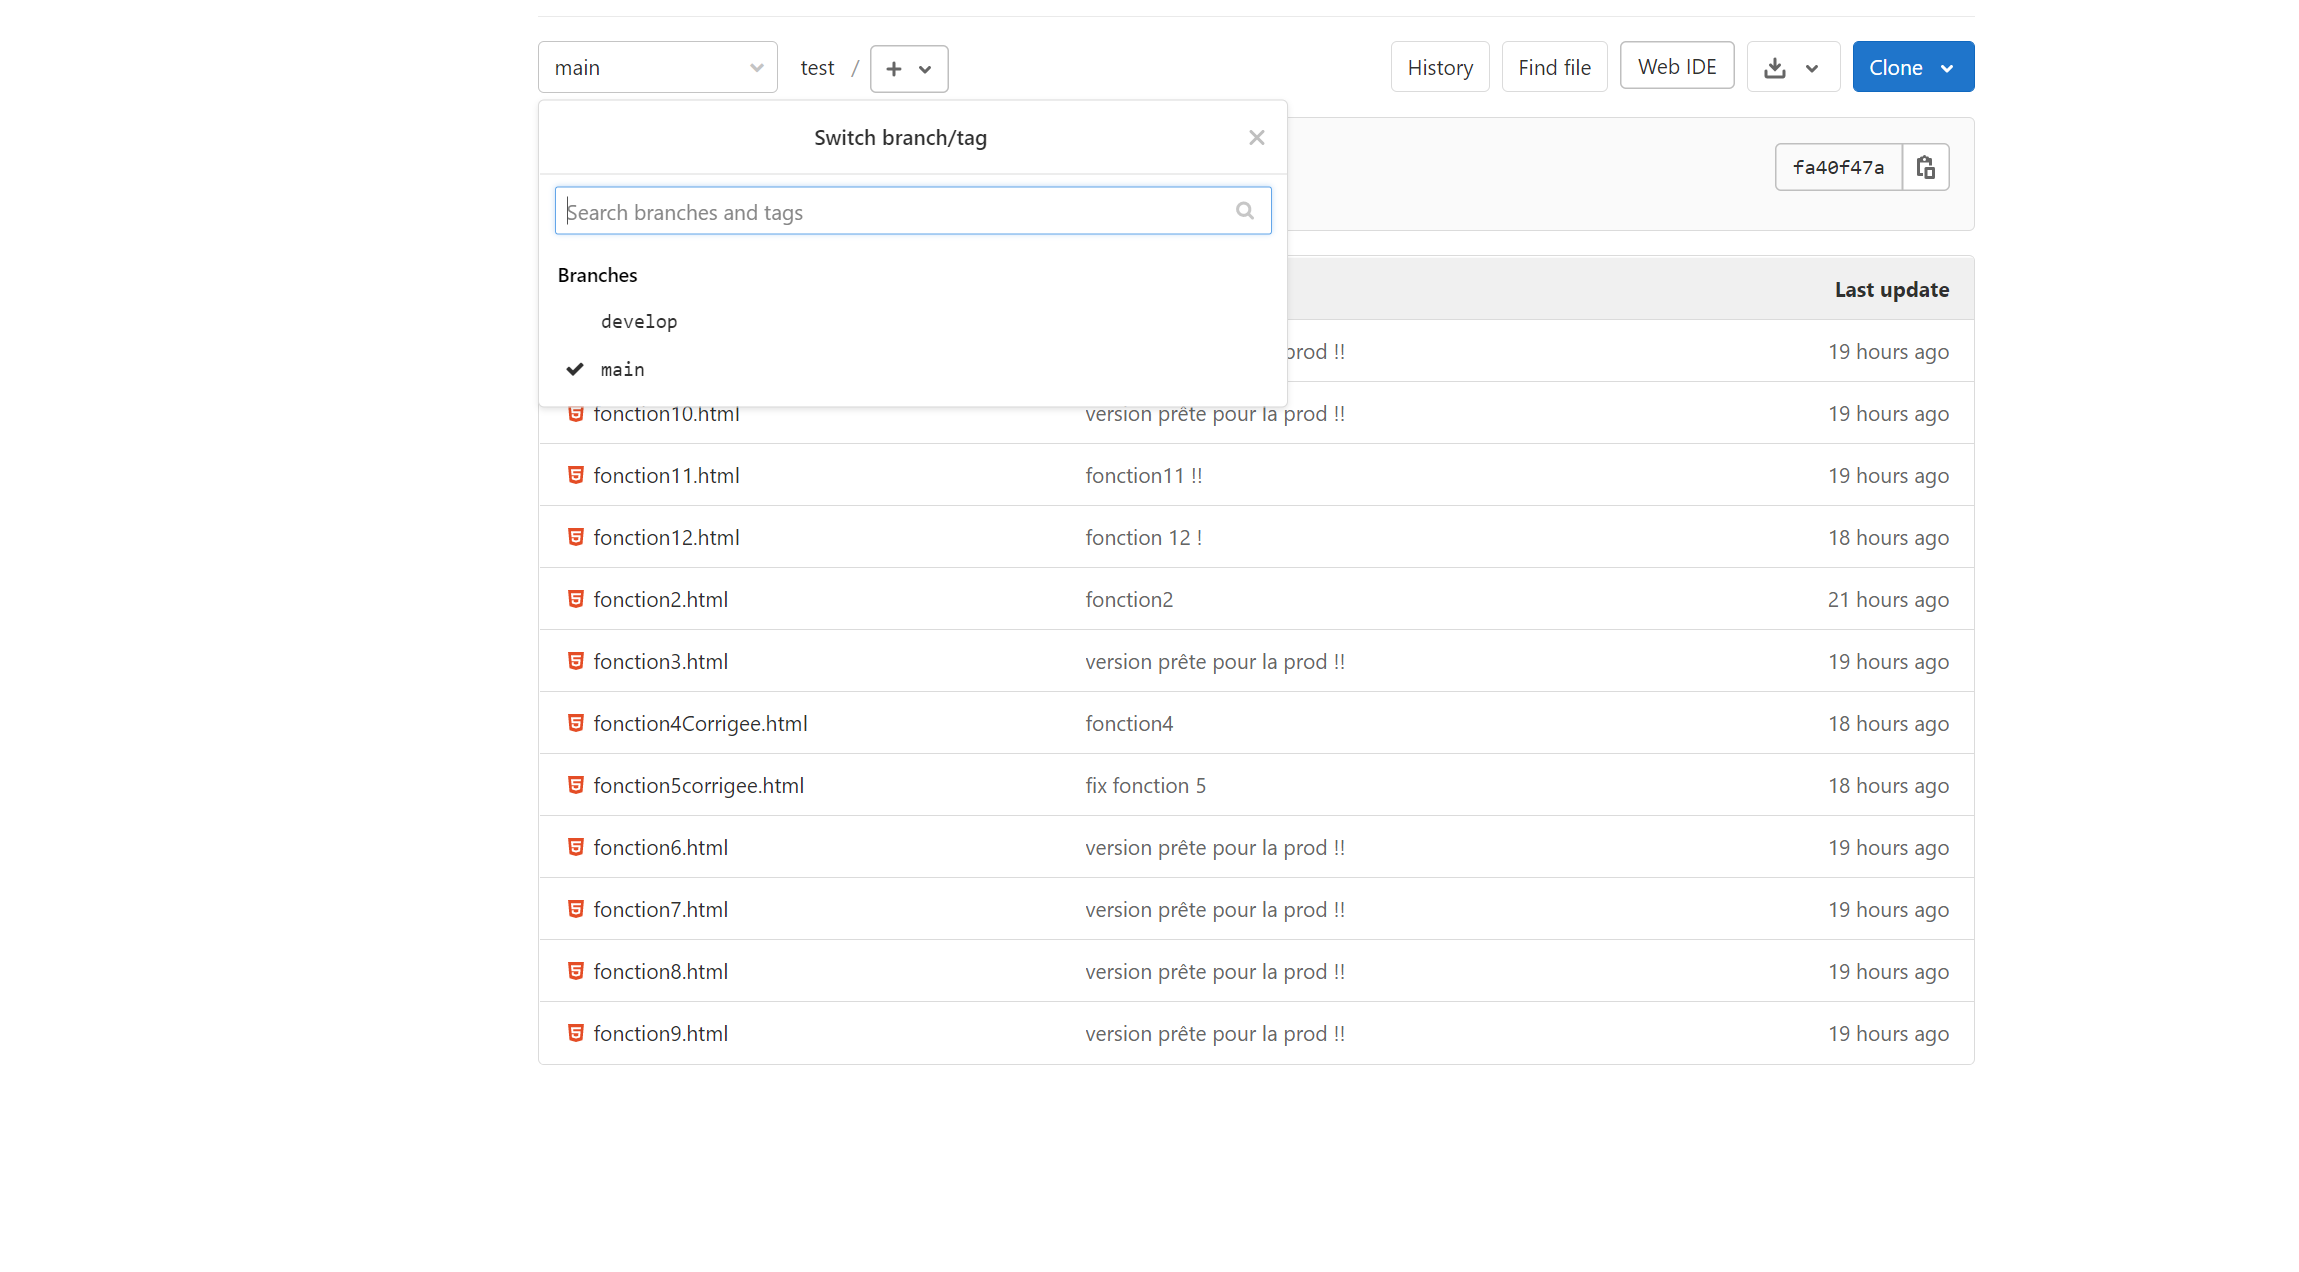 main
test / +
History
Find file
Web IDE
Clone
Switch branch/tag
fa40f47a
Search branches and tags
Branches
Last update
develop
prod !! 19 hours ago
main
fonction10.html version prête pour la prod !! 19 hours ago
fonction11.html fonction11 !! 19 hours ago
fonction12.html fonction 12 ! 18 hours ago
fonction2.html fonction2 21 hours ago
fonction3.html version prête pour la prod !! 19 hours ago
fonction4Corrigee.html fonction4 18 hours ago
fonction5corrigee.html fix fonction 5 18 hours ago
fonction6.html version prête pour la prod !! 19 hours ago
fonction7.html version prête pour la prod !! 19 hours ago
fonction8.html version prête pour la prod !! 19 hours ago
fonction9.html version prête pour la prod !! 19 hours ago